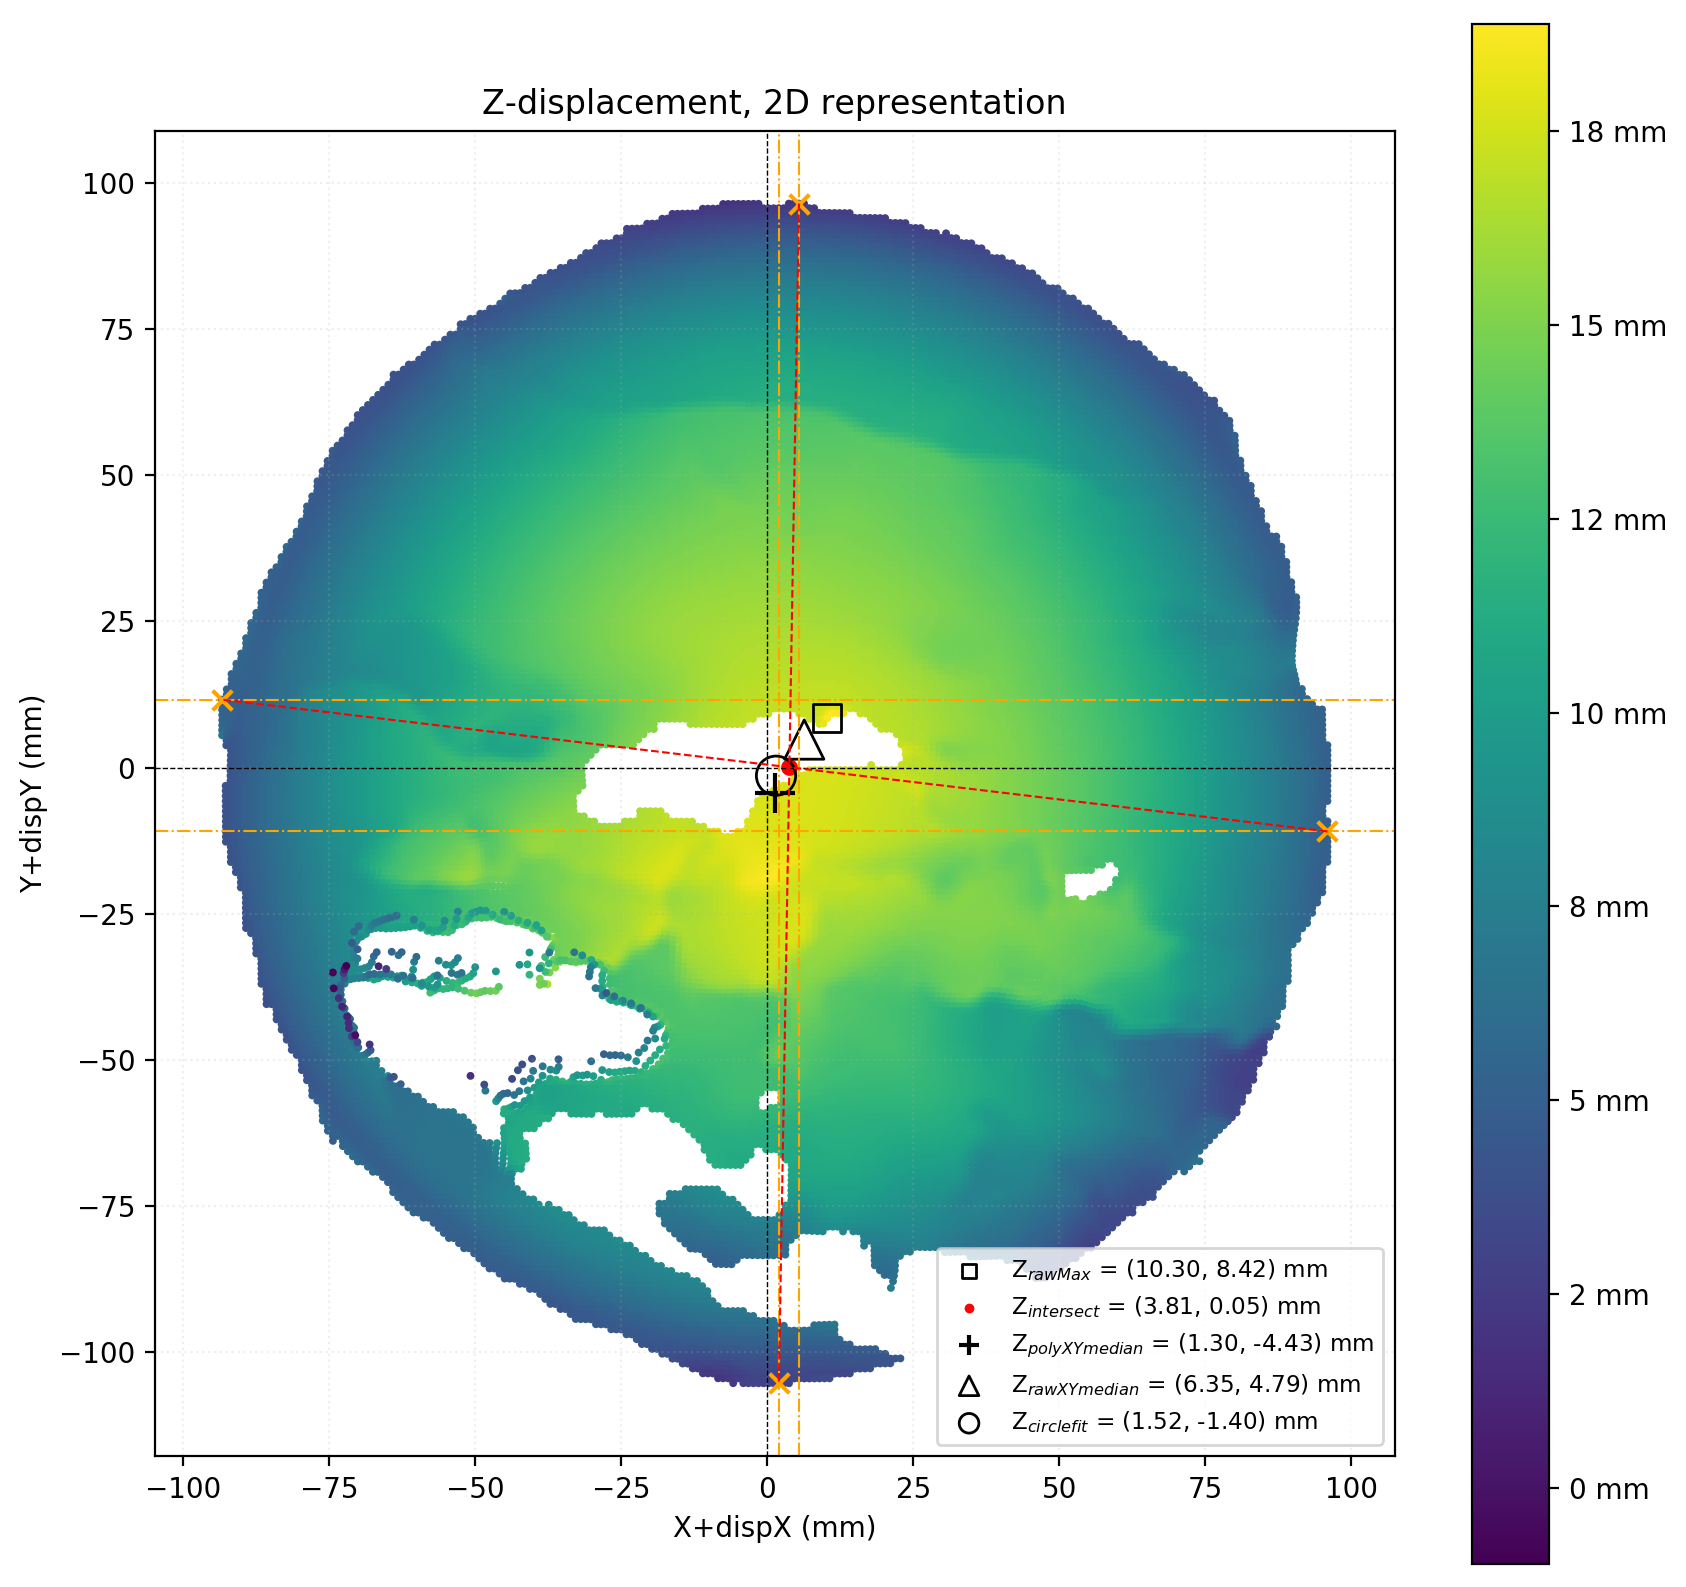 Z-displacement, 2D representation
100
75
50
25
0
−25
−50
−75
−100
Y+dispY (mm)
−100 −75 −50 −25 0 25 50 75 100
X+dispX (mm)
Z_rawMax = (10.30, 8.42) mm
Z_intersect = (3.81, 0.05) mm
Z_polyXYmedian = (1.30, -4.43) mm
Z_rawXYmedian = (6.35, 4.79) mm
Z_circlefit = (1.52, -1.40) mm
18 mm
15 mm
12 mm
10 mm
8 mm
5 mm
2 mm
0 mm